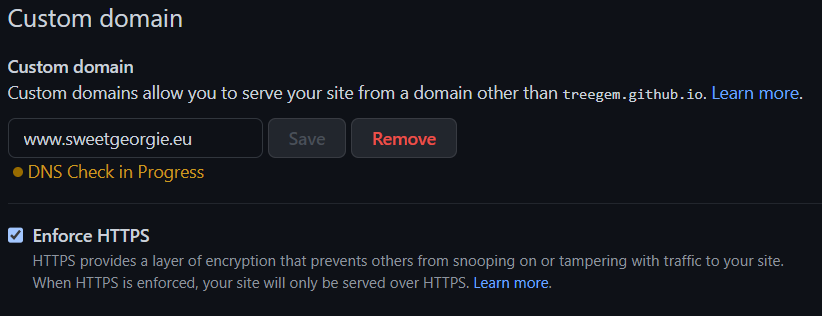 Custom domain
Custom domain
Custom domains allow you to serve your site from a domain other than treegem.github.io. Learn more.
www.sweetgeorgie.eu Save Remove
DNS Check in Progress
Enforce HTTPS
HTTPS provides a layer of encryption that prevents others from snooping on or tampering with traffic to your site.
When HTTPS is enforced, your site will only be served over HTTPS. Learn more.